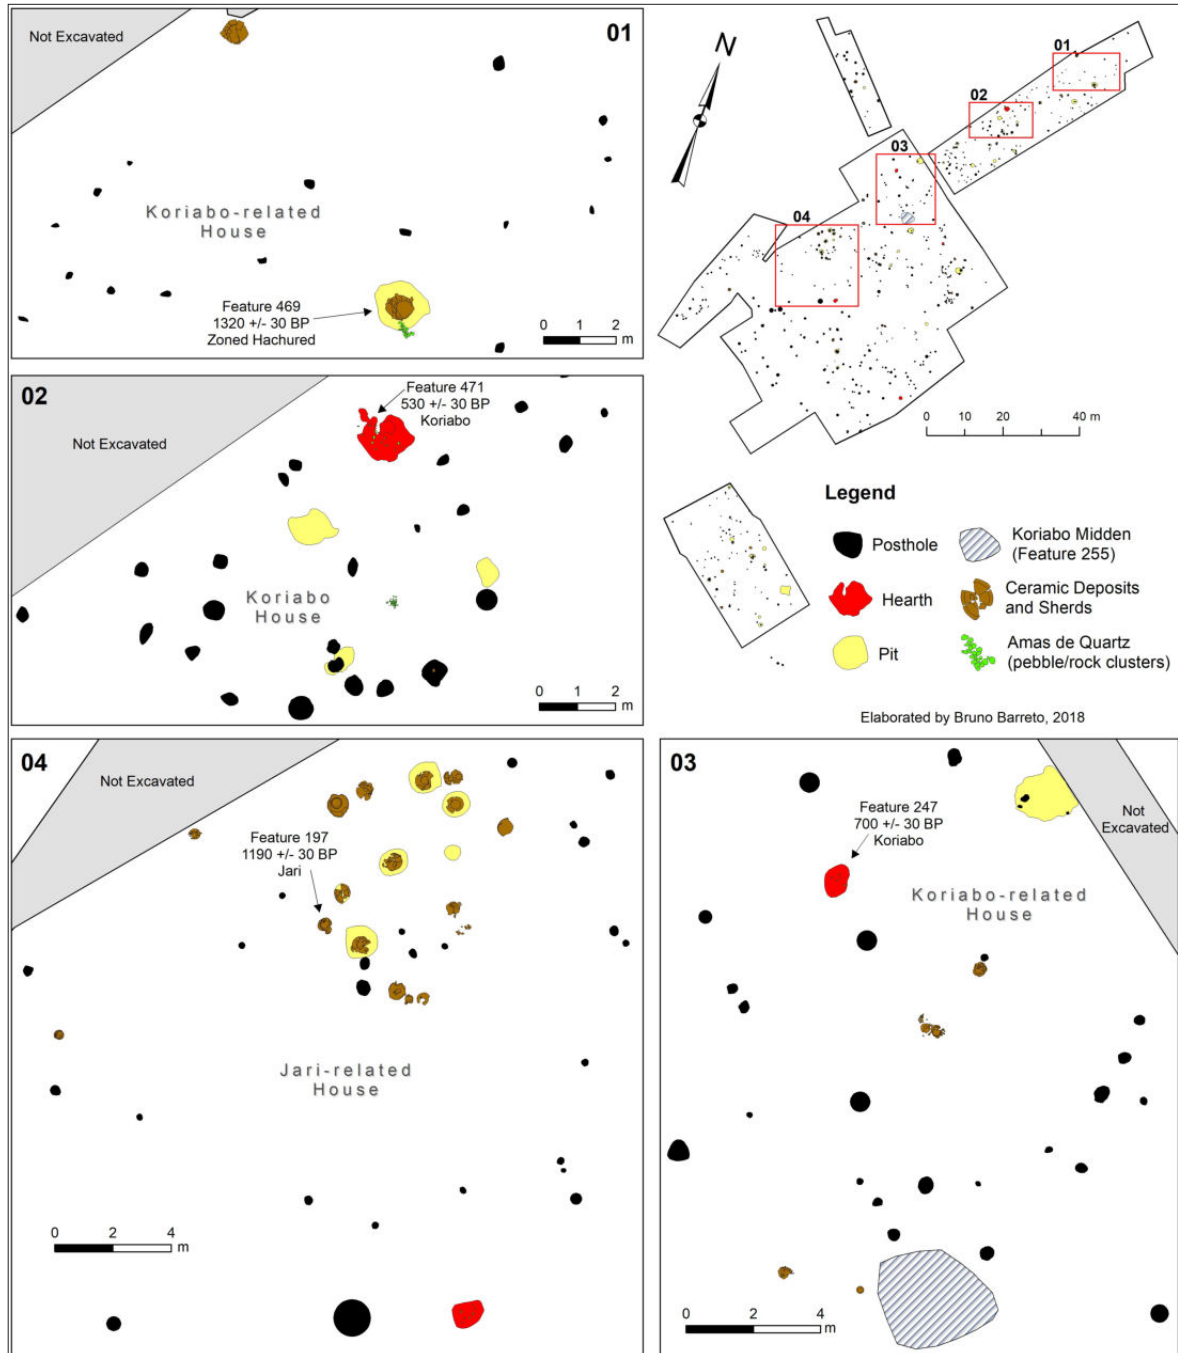 Not Excavated
01
Koriabo-related
House
Feature 469
1320 +/- 30 BP
Zoned Hachured
0 1 2
m
N
01
02
03
04
0 10 20 40 m
02
Not Excavated
Feature 471
530 +/- 30 BP
Koriabo
Koriabo
House
0 1 2
m
Legend
Posthole
Hearth
Pit
Koriabo Midden
(Feature 255)
Ceramic Deposits
and Sherds
Amas de Quartz
(pebble/rock clusters)
Elaborated by Bruno Barreto, 2018
04
Not Excavated
Feature 197
1190 +/- 30 BP
Jari
Jari-related
House
0 2 4
m
03
Not
Excavated
Feature 247
700 +/- 30 BP
Koriabo
Koriabo-related
House
0 2 4
m